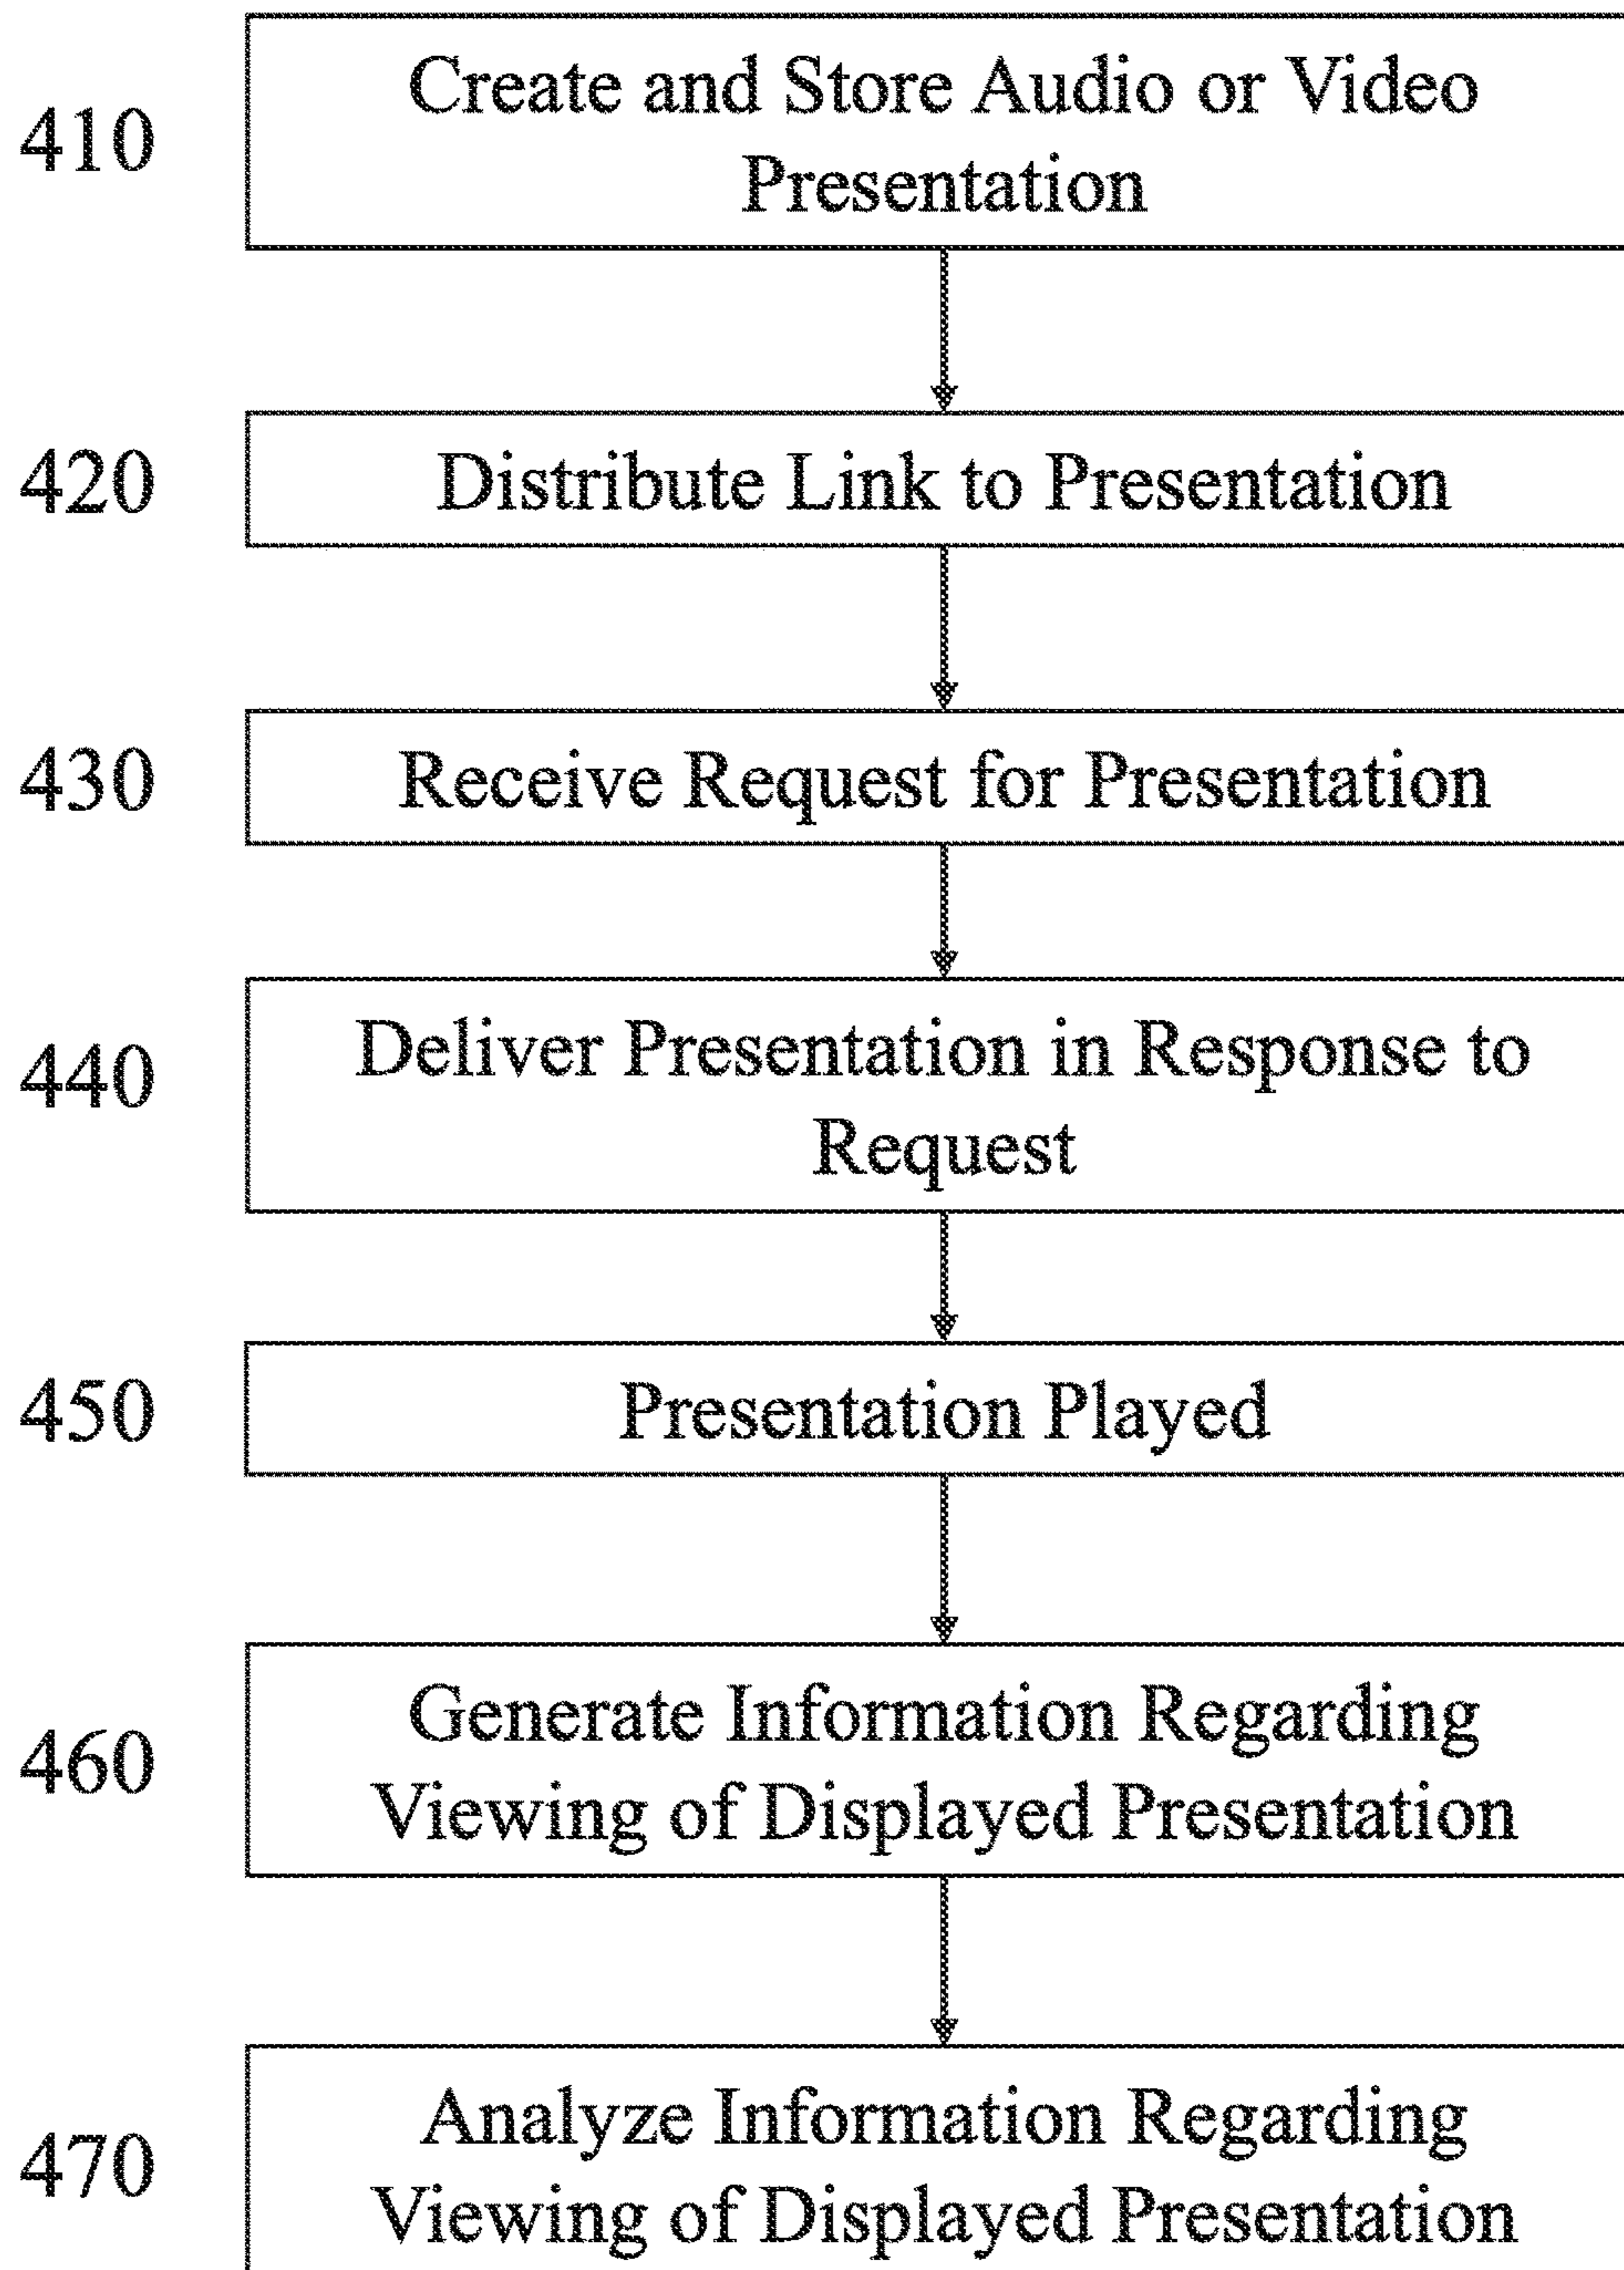 410
Create and Store Audio or Video
Presentation
420
Distribute Link to Presentation
430
Receive Request for Presentation
440
Deliver Presentation in Response to
Request
450
Presentation Played
460
Generate Information Regarding
Viewing of Displayed Presentation
470
Analyze Information Regarding
Viewing of Displayed Presentation